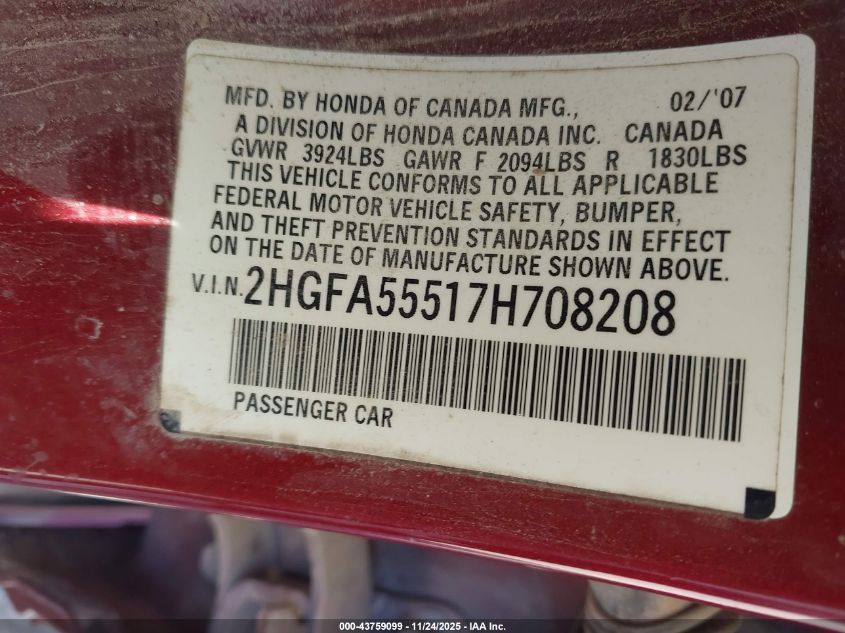 MFD. BY HONDA OF CANADA MFG., 02/'07
A DIVISION OF HONDA CANADA INC. CANADA
GVWR 3924LBS GAWR F 2094LBS R 1830LBS
THIS VEHICLE CONFORMS TO ALL APPLICABLE
FEDERAL MOTOR VEHICLE SAFETY, BUMPER,
AND THEFT PREVENTION STANDARDS IN EFFECT
ON THE DATE OF MANUFACTURE SHOWN ABOVE.
V.I.N. 2HGFA55517H708208
PASSENGER CAR
000-43759099 - 11/24/2025 - IAA Inc.